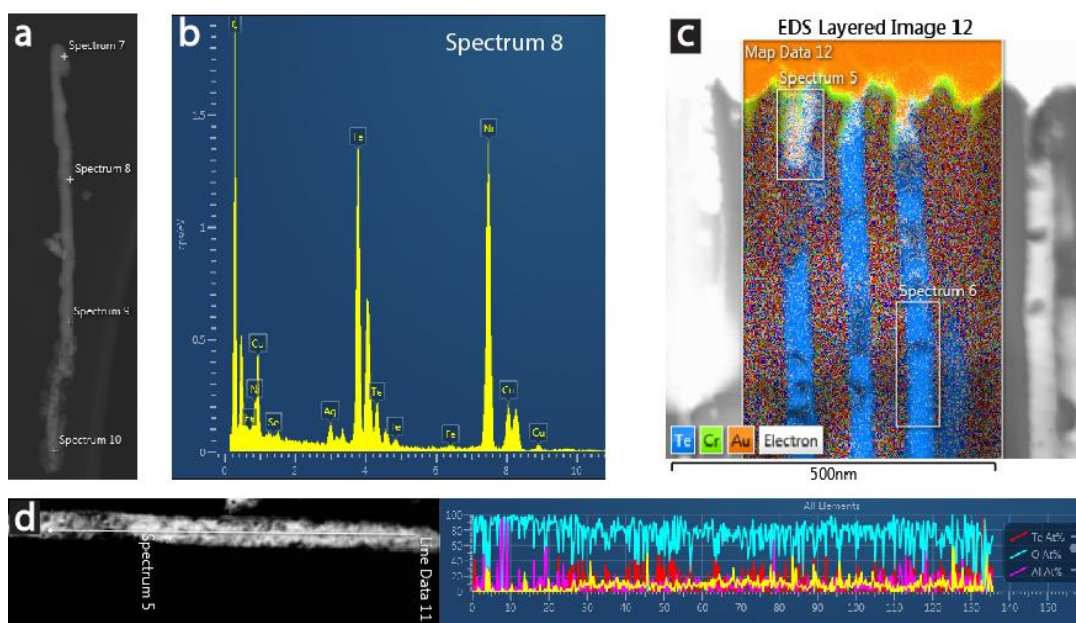 a
Spectrum 7
Spectrum 8
Spectrum 9
Spectrum 10
b
Spectrum 8
cps/eV
1.5
1
0.5
0
Cu
Ni
Fe
Se
Ag
Te
Te
Fe
Ni
Cu
Cu
0
2
4
6
8
10
c
EDS Layered Image 12
Map Data 12
Spectrum 5
Spectrum 6
Te Cr Au Electron
500nm
d
Spectrum 5
Line Data 11
All Elements
100
80
60
40
20
0
0 10 20 30 40 50 60 70 80 90 100 110 120 130 140 150
Te At%
O At%
Al At%